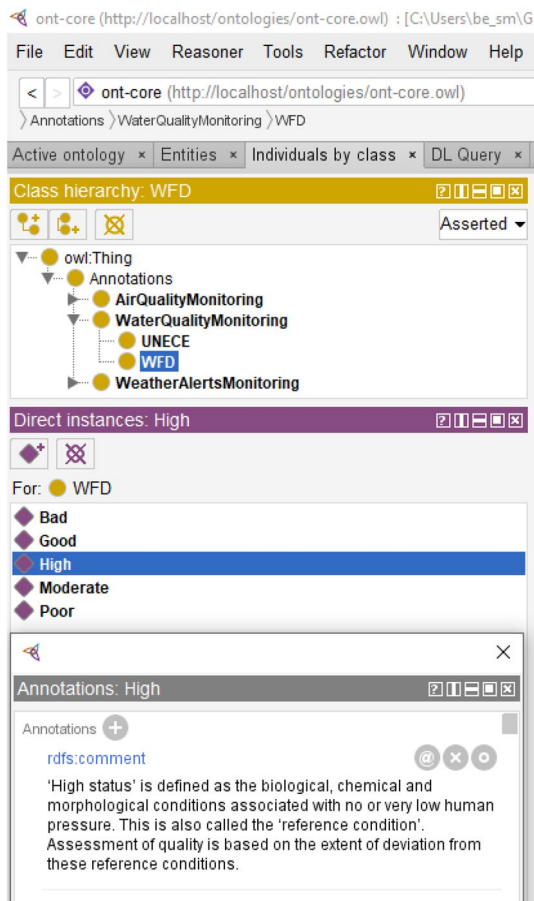 ont-core (http://localhost/ontologies/ont-core.owl) : [C:\Users\be_sm\G
File Edit View Reasoner Tools Refactor Window Help
< > ont-core (http://localhost/ontologies/ont-core.owl)
Annotations 〉WaterQualityMonitoring 〉WFD
Active ontology × Entities × Individuals by class × DL Query ×
Class hierarchy: WFD
Asserted
owl:Thing
Annotations
AirQualityMonitoring
WaterQualityMonitoring
UNECE
WFD
WeatherAlertsMonitoring
Direct instances: High
For: WFD
Bad
Good
High
Moderate
Poor
Annotations: High
Annotations
rdfs:comment
‘High status’ is defined as the biological, chemical and
morphological conditions associated with no or very low human
pressure. This is also called the ‘reference condition’.
Assessment of quality is based on the extent of deviation from
these reference conditions.